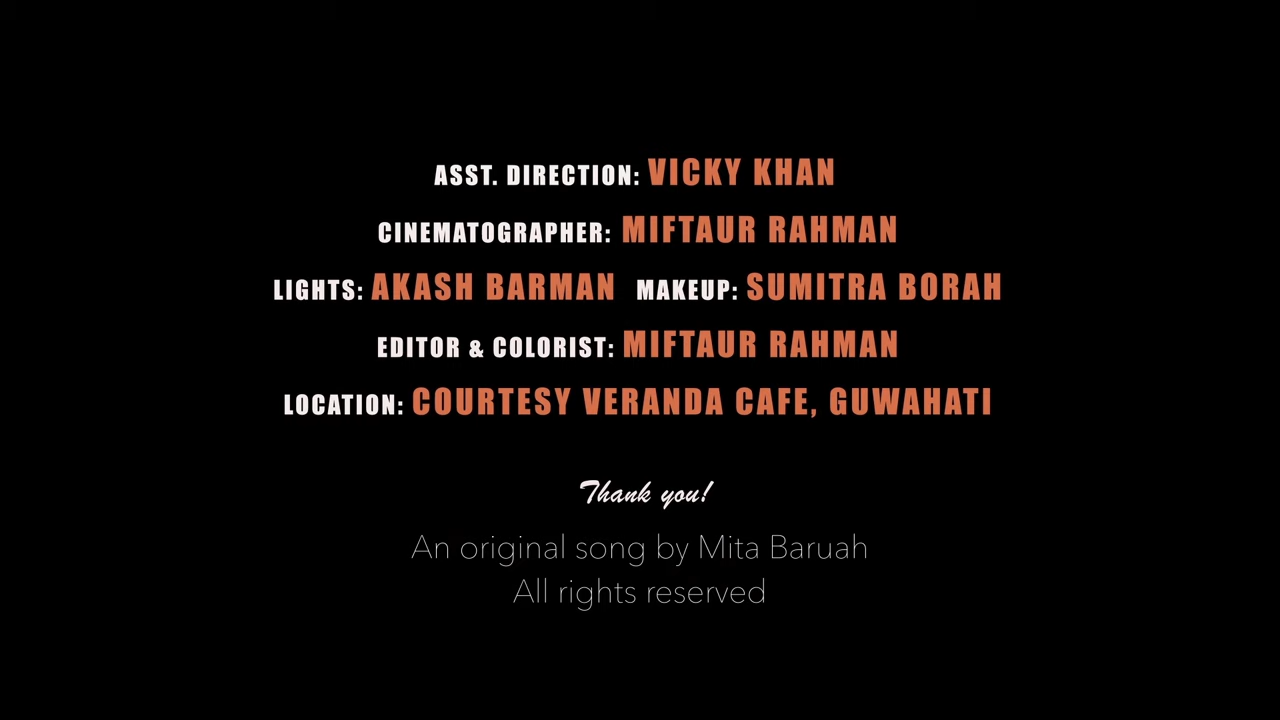 ASST. DIRECTION: VICKY KHAN
CINEMATOGRAPHER: MIFTAUR RAHMAN
LIGHTS: AKASH BARMAN MAKEUP: SUMITRA BORAH
EDITOR & COLORIST: MIFTAUR RAHMAN
LOCATION: COURTESY VERANDA CAFE, GUWAHATI
Thank you!
An original song by Mita Baruah
All rights reserved